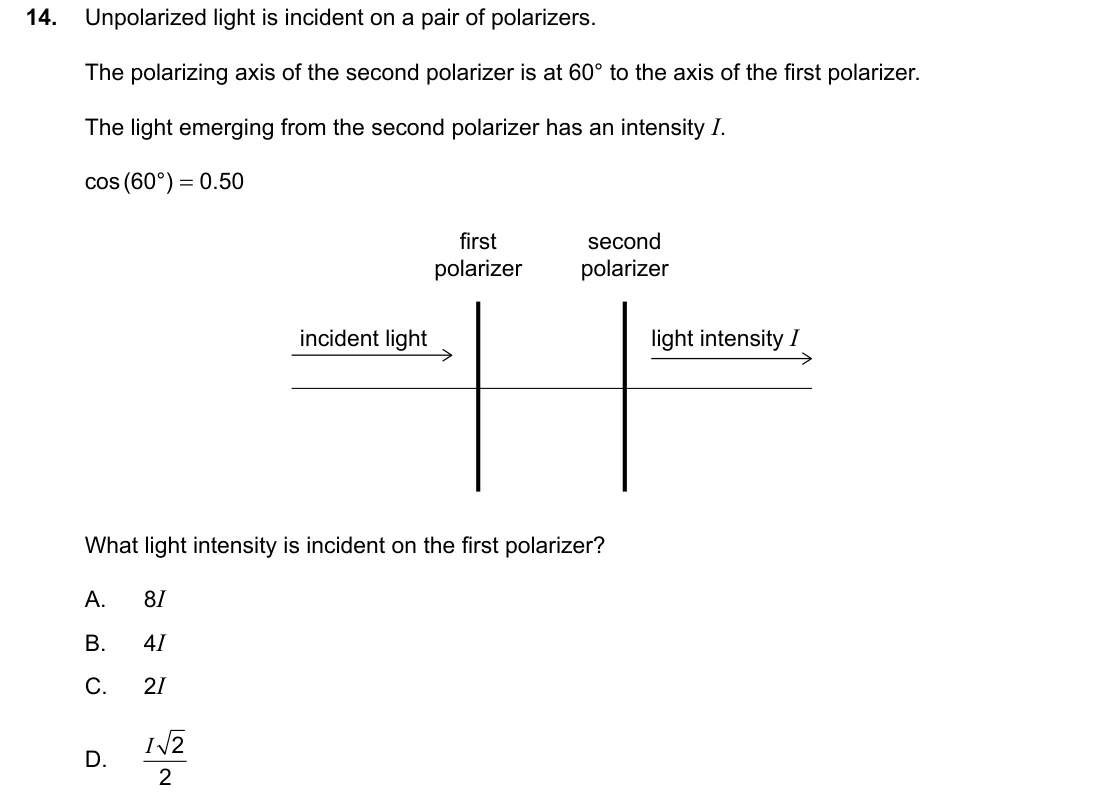 14. Unpolarized light is incident on a pair of polarizers.
The polarizing axis of the second polarizer is at 60° to the axis of the first polarizer.
The light emerging from the second polarizer has an intensity I.
cos (60°) = 0.50
first second
polarizer polarizer
incident light light intensity I
What light intensity is incident on the first polarizer?
A. 8I
B. 4I
C. 2I
D. I√2/2